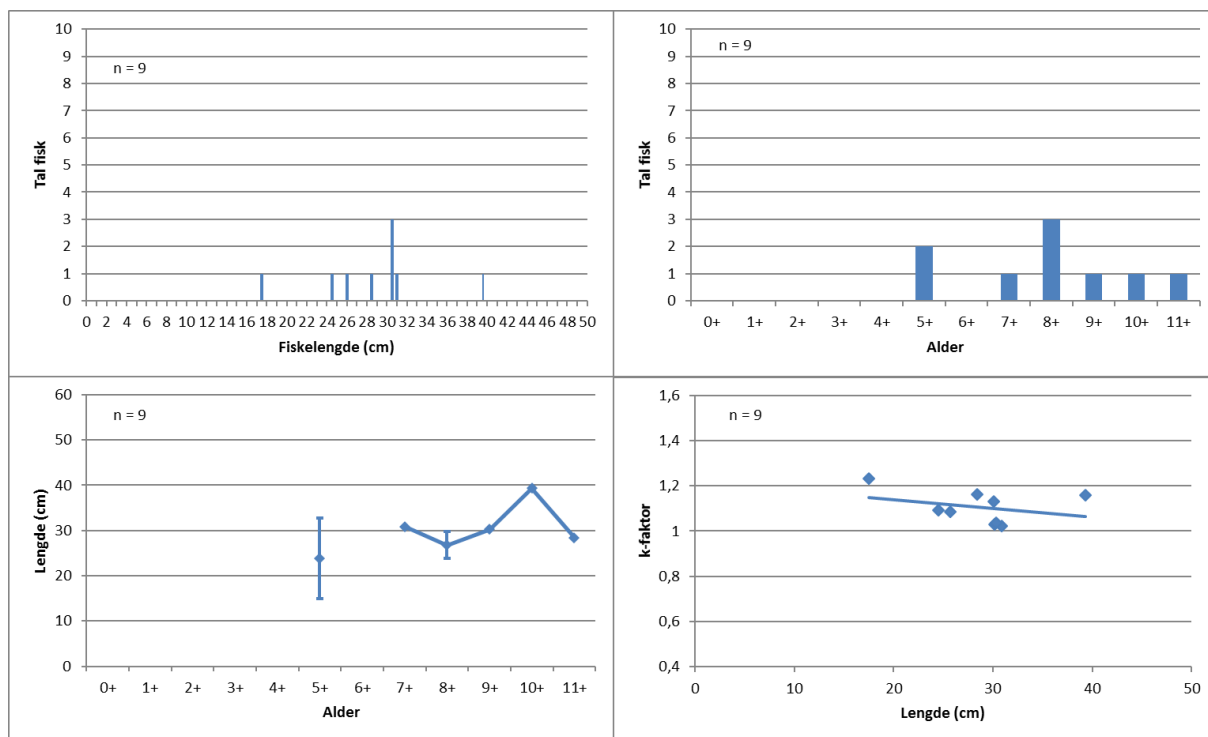 10
9
8
7
6
5
4
3
2
1
0
n = 9
Tal fisk
0 2 4 6 8 10 12 14 16 18 20 22 24 26 28 30 32 34 36 38 40 42 44 46 48 50
Fiskelengde (cm)
10
9
8
7
6
5
4
3
2
1
0
n = 9
Tal fisk
0+ 1+ 2+ 3+ 4+ 5+ 6+ 7+ 8+ 9+ 10+ 11+
Alder
60
50
40
30
20
10
0
n = 9
Lengde (cm)
0+ 1+ 2+ 3+ 4+ 5+ 6+ 7+ 8+ 9+ 10+ 11+
Alder
1,6
1,4
1,2
1
0,8
0,6
0,4
n = 9
k-faktor
0 10 20 30 40 50
Lengde (cm)